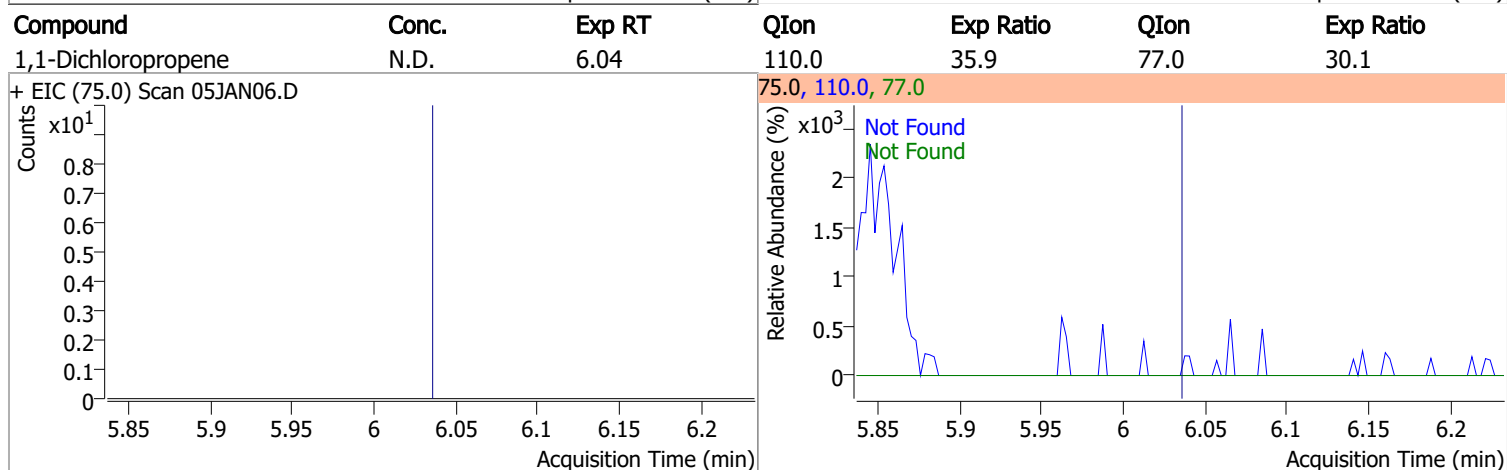 Compound Conc. Exp RT QIon Exp Ratio QIon Exp Ratio
1,1-Dichloropropene N.D. 6.04 110.0 35.9 77.0 30.1
+ EIC (75.0) Scan 05JAN06.D
Counts
x10¹
0.8
0.7
0.6
0.5
0.4
0.3
0.2
0.1
0
5.85 5.9 5.95 6 6.05 6.1 6.15 6.2
Acquisition Time (min)
75.0, 110.0, 77.0
Relative Abundance (%)
x10³
Not Found
Not Found
2
1.5
1
0.5
0
5.85 5.9 5.95 6 6.05 6.1 6.15 6.2
Acquisition Time (min)